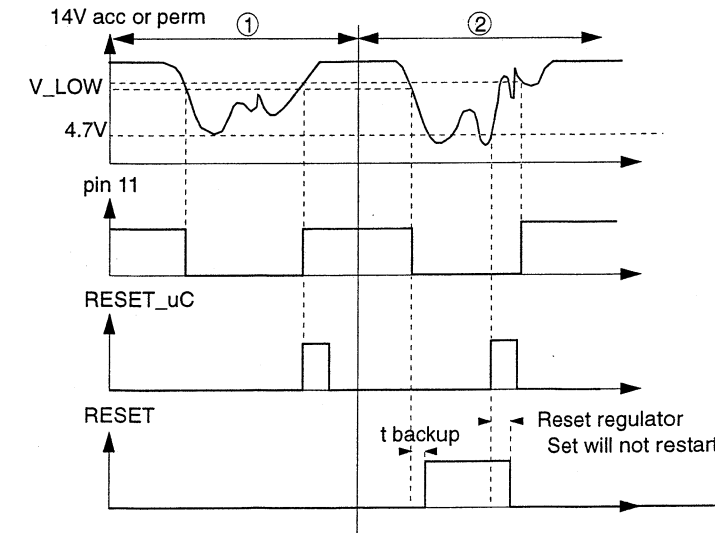 14V acc or perm
① ②
V_LOW
4.7V
pin 11
RESET_uC
RESET
t backup
Reset regulator
Set will not restart